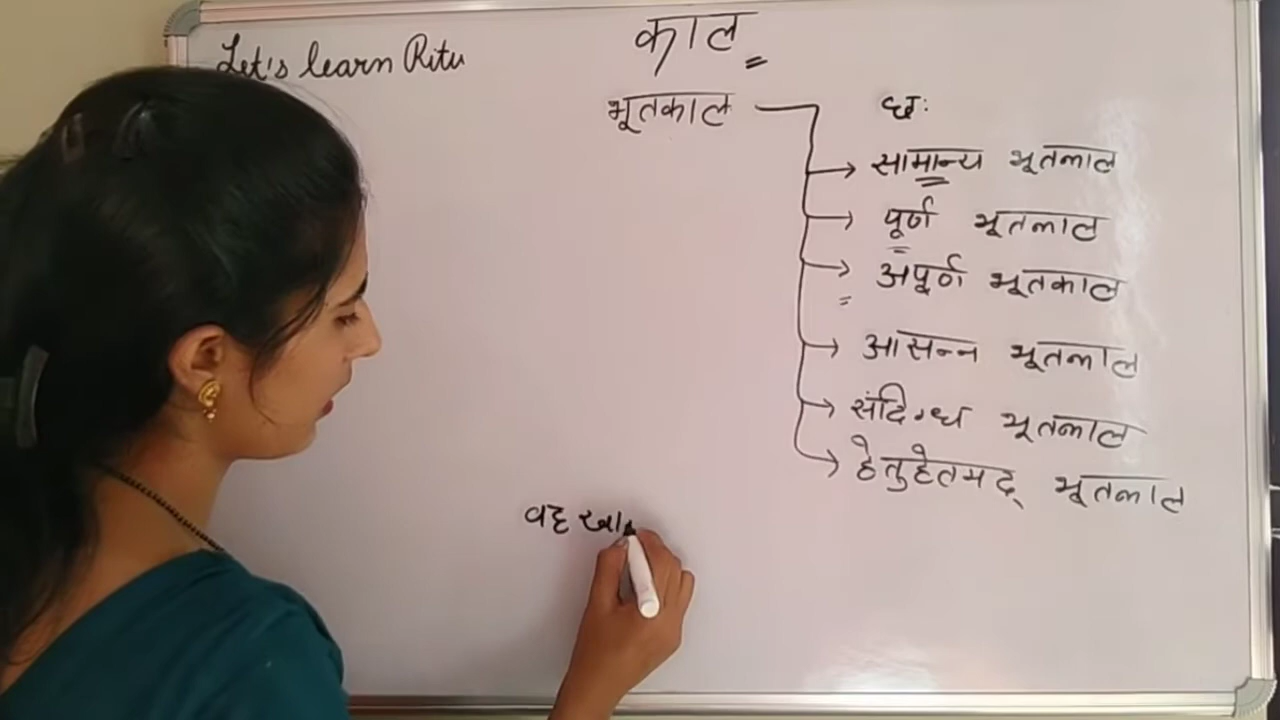 Let's learn Ritu
काल
भूतकाल
छ:
सामान्य भूतकाल
पूर्ण भूतकाल
अपूर्ण भूतकाल
आसन्न भूतकाल
संदिग्ध भूतकाल
हेतुहेतमद् भूतकाल
वह खा